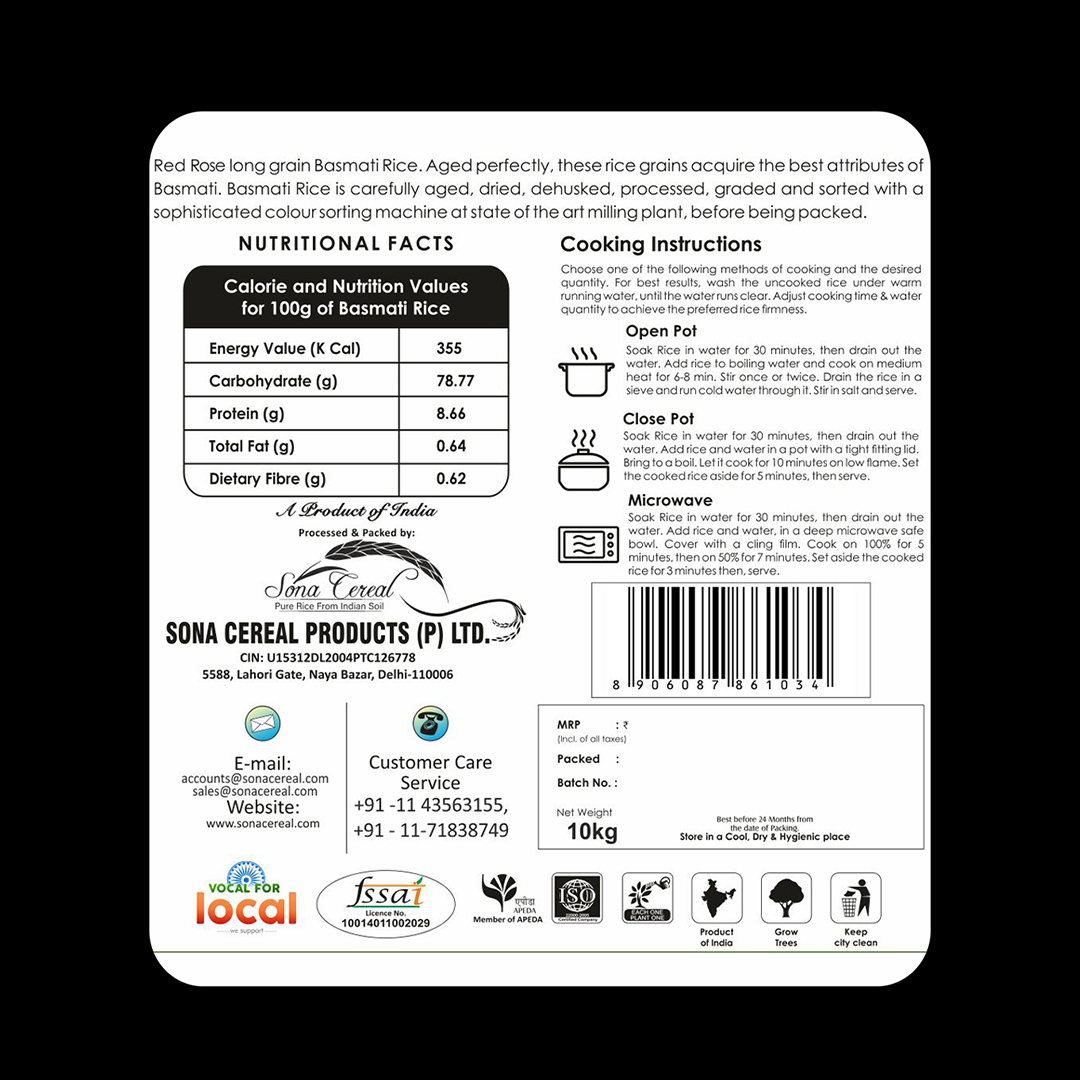 Red Rose long grain Basmati Rice. Aged perfectly, these rice grains acquire the best attributes of
Basmati. Basmati Rice is carefully aged, dried, dehusked, processed, graded and sorted with a
sophisticated colour sorting machine at state of the art milling plant, before being packed.
NUTRITIONAL FACTS
Calorie and Nutrition Values
for 100g of Basmati Rice
Energy Value (K Cal) 355
Carbohydrate (g) 78.77
Protein (g) 8.66
Total Fat (g) 0.64
Dietary Fibre (g) 0.62
A Product of India
Processed & Packed by:
Sona Cereal
Pure Rice From Indian Soil
SONA CEREAL PRODUCTS (P) LTD.
CIN: U15312DL2004PTC126778
5588, Lahori Gate, Naya Bazar, Delhi-110006
Cooking Instructions
Choose one of the following methods of cooking and the desired
quantity. For best results, wash the uncooked rice under warm
running water, until the water runs clear. Adjust cooking time & water
quantity to achieve the preferred rice firmness.
Open Pot
Soak Rice in water for 30 minutes, then drain out the
water. Add rice to boiling water and cook on medium
heat for 6-8 min. Stir once or twice. Drain the rice in a
sieve and run cold water through it. Stir in salt and serve.
Close Pot
Soak Rice in water for 30 minutes, then drain out the
water. Add rice and water in a pot with a tight fitting lid.
Bring to a boil. Let it cook for 10 minutes on low flame. Set
the cooked rice aside for 5 minutes, then serve.
Microwave
Soak Rice in water for 30 minutes, then drain out the
water. Add rice and water, in a deep microwave safe
bowl. Cover with a cling film. Cook on 100% for 5
minutes, then on 50% for 7 minutes. Set aside the cooked
rice for 3 minutes then, serve.
8 906087 861034
E-mail:
accounts@sonacereal.com
sales@sonacereal.com
Website:
www.sonacereal.com
Customer Care
Service
+91 -11 43563155,
+91 - 11-71838749
MRP : ₹
(Incl. of all taxes)
Packed :
Batch No. :
Net Weight
10kg
Best before 24 Months from
the date of Packing.
Store in a Cool, Dry & Hygienic place
VOCAL FOR
local
we support
fssai
Licence No.
10014011002029
एपीडा
APEDA
Member of APEDA
ISO
22000:2005
Certified Company
EACH ONE
PLANT ONE
Product
of India
Grow
Trees
Keep
city clean